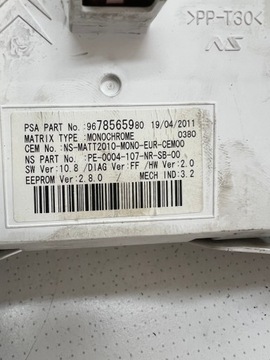 >PP-T30<
PSA PART No.:9678565980 19/04/2011
MATRIX TYPE :MONOCHROME 0380
CEM No.: NS-MATT2010-MONO-EUR-CEM00
NS PART No.:PE-0004-107-NR-SB-00
SW Ver: 10.8 /DIAG Ver:FF /HW Ver:2.0
EEPROM Ver:2.8.0 / MECH IND:3.2